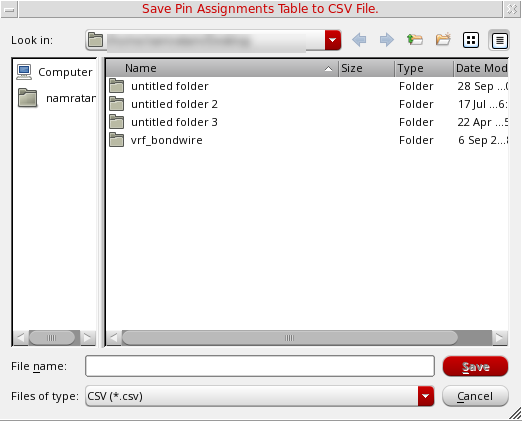 Save Pin Assignments Table to CSV File.
Look in:
Computer
namratan
Name Size Type Date Mod
untitled folder Folder 28 Sep ...0
untitled folder 2 Folder 17 Jul ...6:
untitled folder 3 Folder 22 Apr ...5
vrf_bondwire Folder 6 Sep 2...8
File name:
Save
Files of type: CSV (*.csv)
Cancel